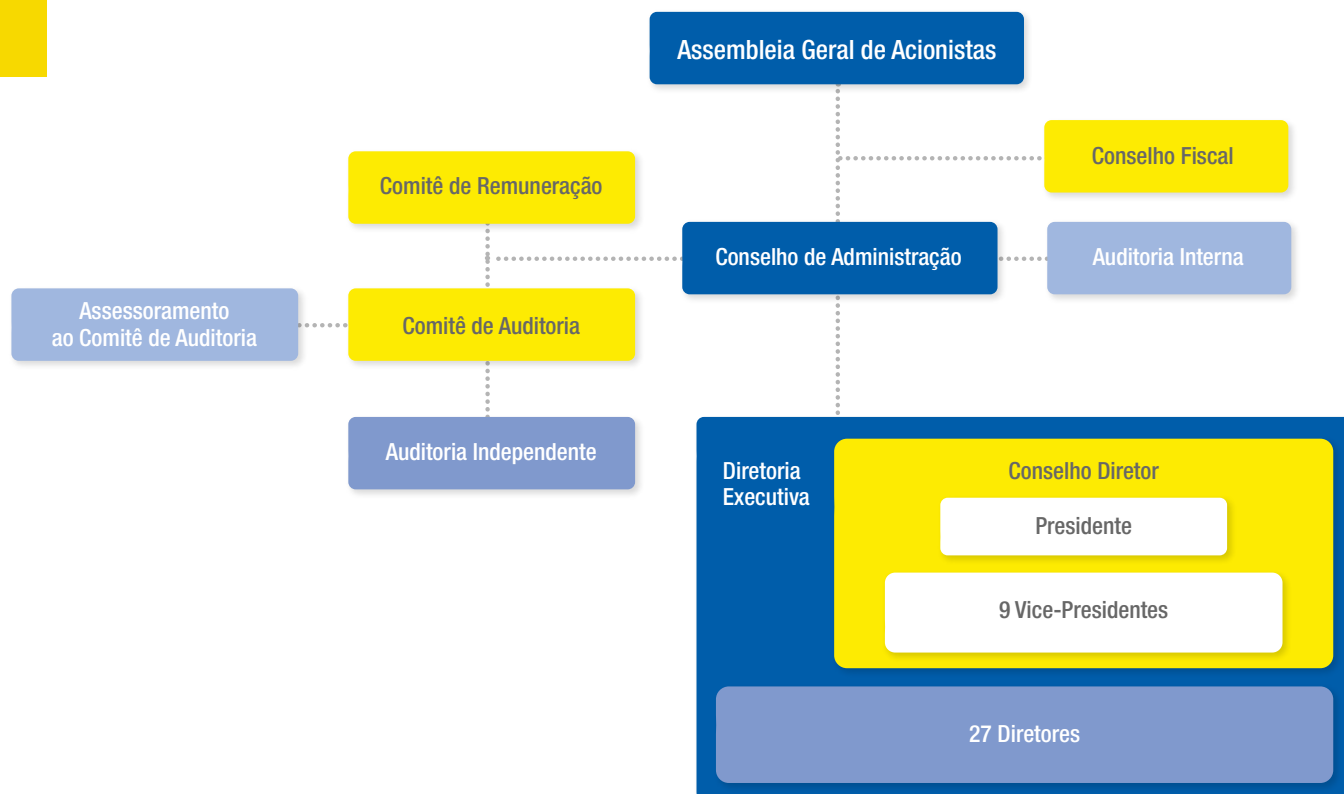 Assembleia Geral de Acionistas
Conselho Fiscal
Comitê de Remuneração
Conselho de Administração
Auditoria Interna
Assessoramento
ao Comitê de Auditoria
Comitê de Auditoria
Auditoria Independente
Diretoria
Executiva
Conselho Diretor
Presidente
9 Vice-Presidentes
27 Diretores